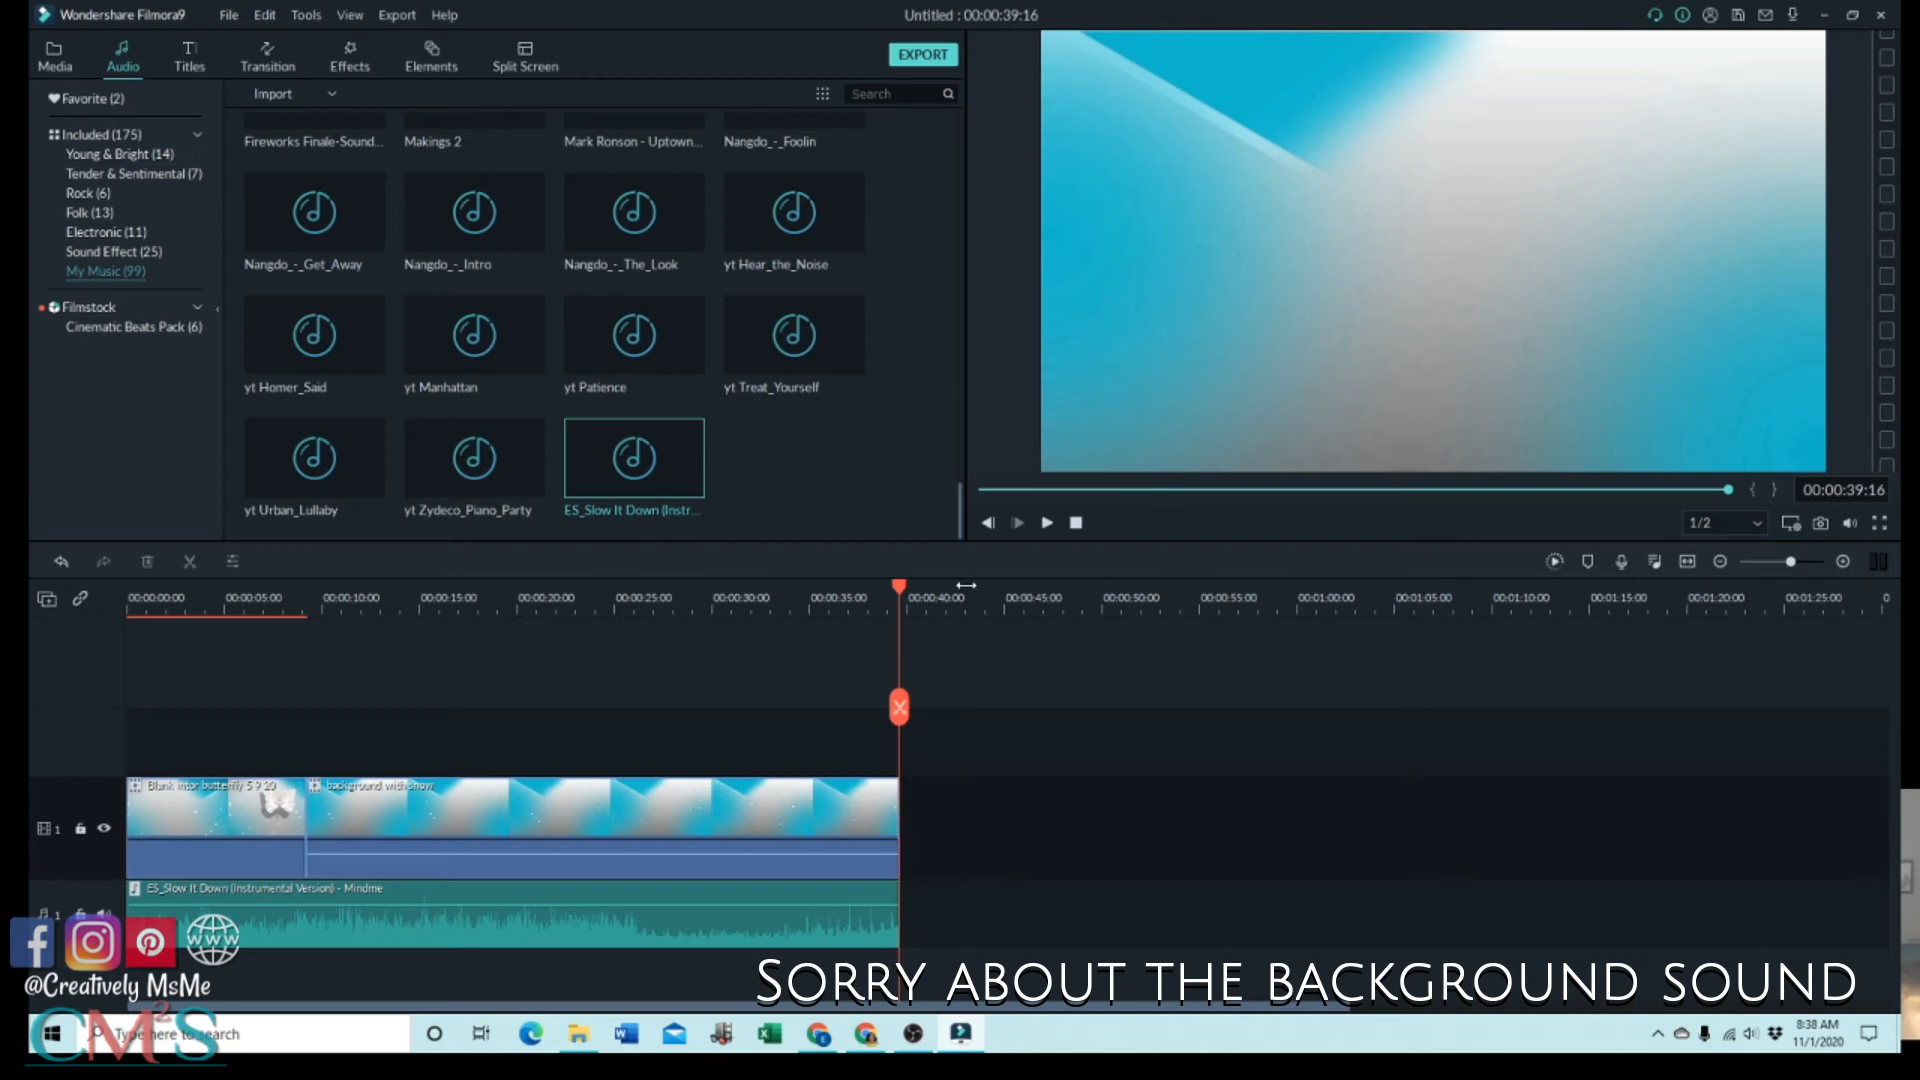 Wondershare Filmora9 File Edit Tools View Export Help Untitled : 00:00:39:16
Media Audio Titles Transition Effects Elements Split Screen EXPORT
Favorite (2)
Import Search
Included (175)
Young & Bright (14)
Tender & Sentimental (7)
Rock (6)
Folk (13)
Electronic (11)
Sound Effect (25)
My Music (99)
Filmstock
Cinematic Beats Pack (6)
Fireworks Finale-Sound... Makings 2 Mark Ronson - Uptown... Nangdo_-_Foolin
Nangdo_-_Get_Away Nangdo_-_Intro Nangdo_-_The_Look yt Hear_the_Noise
yt Homer_Said yt Manhattan yt Patience yt Treat_Yourself
yt Urban_Lullaby yt Zydeco_Piano_Party ES_Slow It Down (Instr...
00:00:39:16
1/2
00:00:00:00 00:00:05:00 00:00:10:00 00:00:15:00 00:00:20:00 00:00:25:00 00:00:30:00 00:00:35:00 00:00:40:00 00:00:45:00 00:00:50:00 00:00:55:00 00:01:00:00 00:01:05:00 00:01:10:00 00:01:15:00 00:01:20:00 00:01:25:00 0
Blank intor butterfly 5 9 20 background with snow
1
ES_Slow It Down (Instrumental Version) - Mindme
1
WWW
@Creatively MsMe
SORRY ABOUT THE BACKGROUND SOUND
CM2S
Type here to search
8:38 AM
11/1/2020